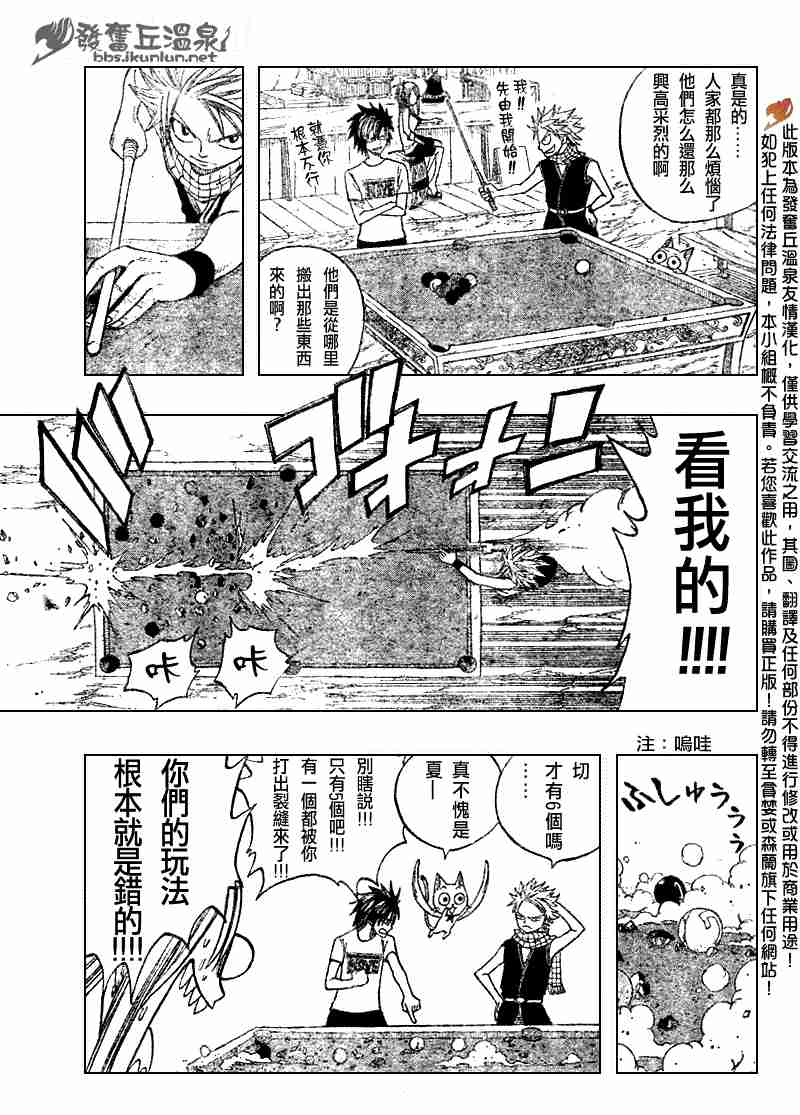 發奮丘溫泉
bbs.ikunlun.net
真是的……
人家都那么煩惱了
他們怎么還那么
興高采烈的啊
我!!
先由我開始!!
就憑你
根本不行
他們是從哪里
搬出那些東西
來的啊？
看我的!!!!
ゴオォォン
咔
咔
注：嗚哇
ふしゅううう
切
才有6個嗎
……
真不愧是
夏—
別瞎說!!!
只有5個吧!!!
有一個都被你
打出裂縫來了!!!
你們的玩法
根本就是錯的!!!!
此版本為發奮丘溫泉友情漢化，僅供學習交流之用，其圖、翻譯及任何部份不得進行修改或用於商業用途！
如犯上任何法律問題，本小組概不負責。若您喜歡此作品，請購買正版！請勿轉至貪婪或森蘭旗下任何網站！